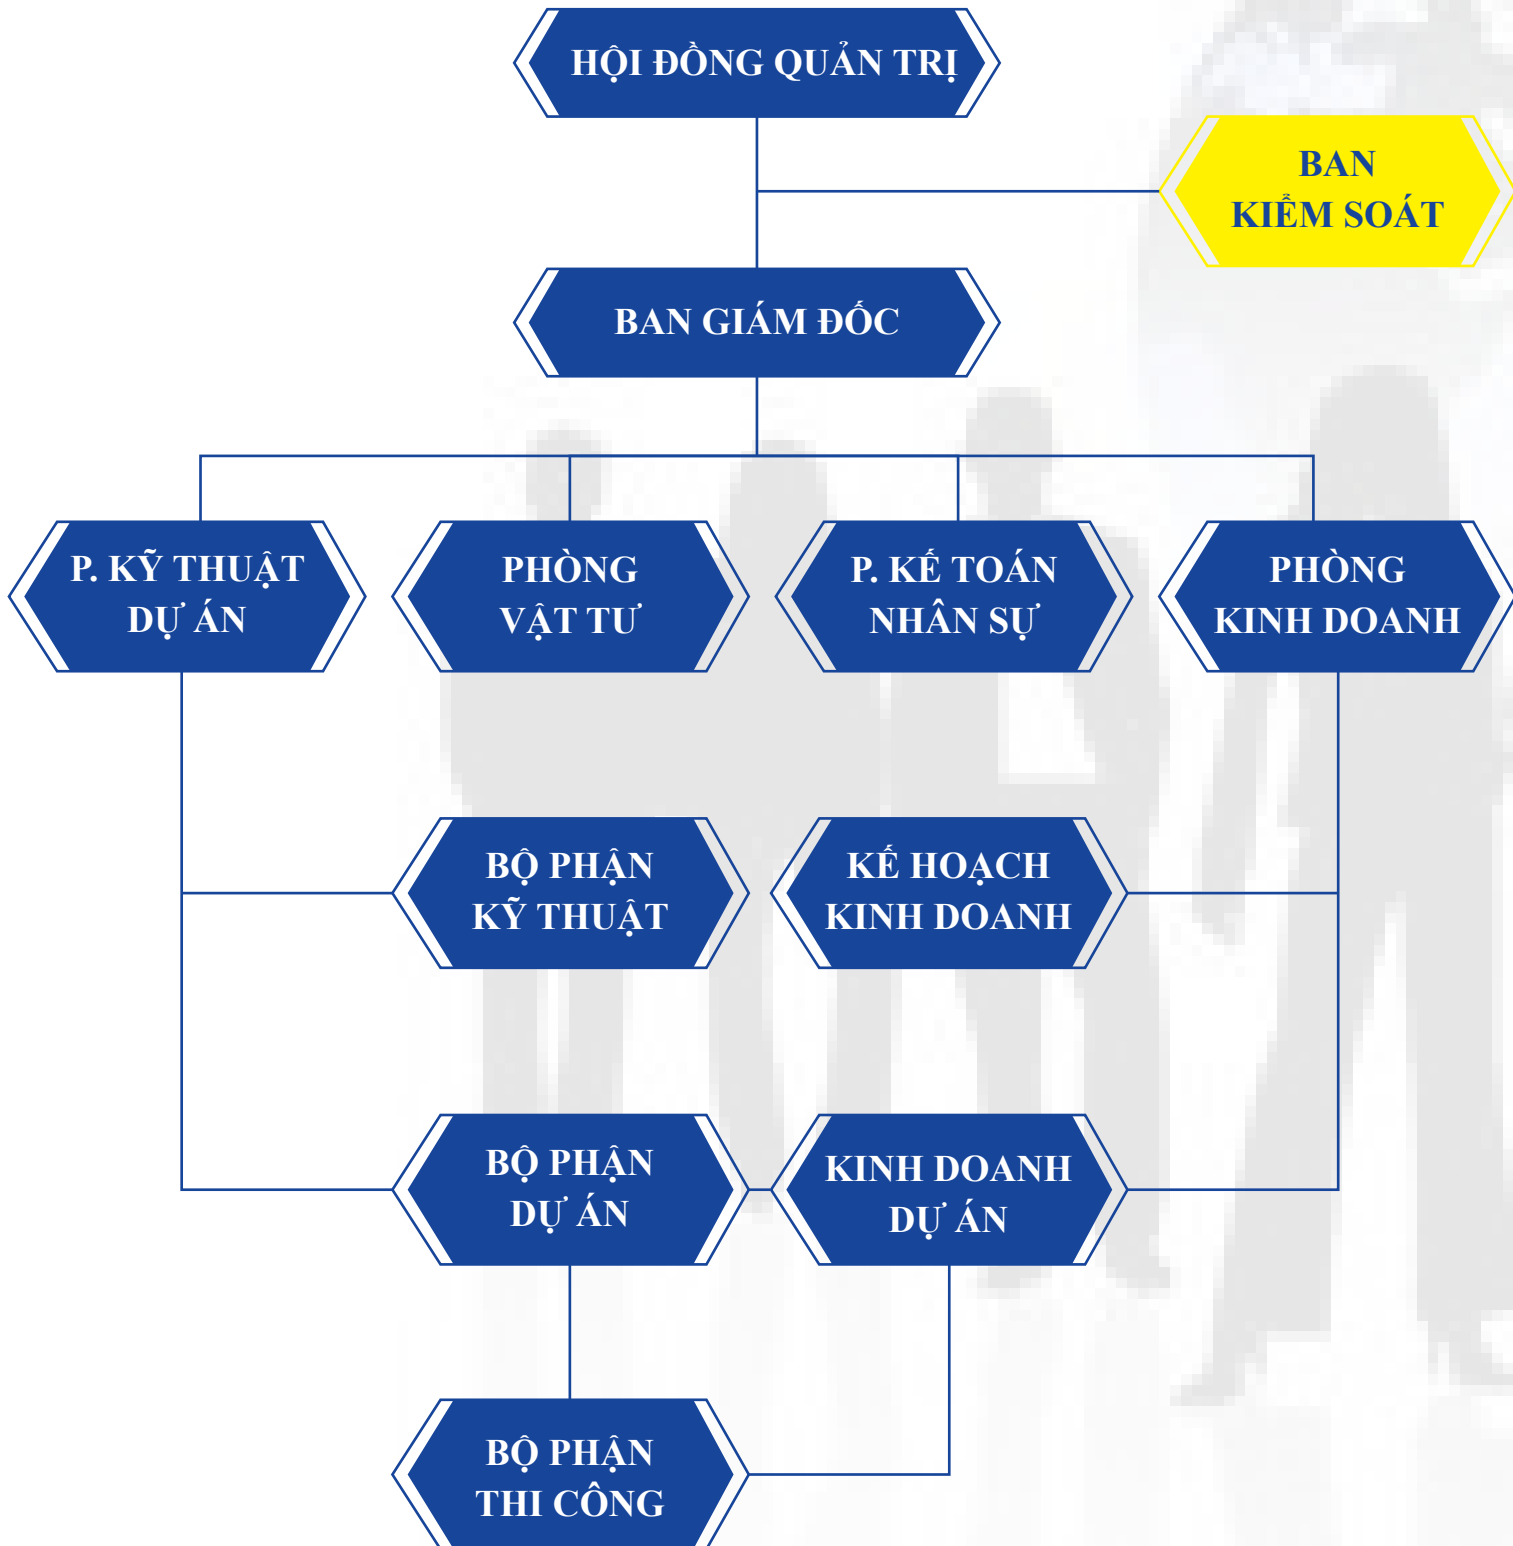 HỘI ĐỒNG QUẢN TRỊ
BAN
KIỂM SOÁT
BAN GIÁM ĐỐC
P. KỸ THUẬT
DỰ ÁN
PHÒNG
VẬT TƯ
P. KẾ TOÁN
NHÂN SỰ
PHÒNG
KINH DOANH
BỘ PHẬN
KỸ THUẬT
KẾ HOẠCH
KINH DOANH
BỘ PHẬN
DỰ ÁN
KINH DOANH
DỰ ÁN
BỘ PHẬN
THI CÔNG